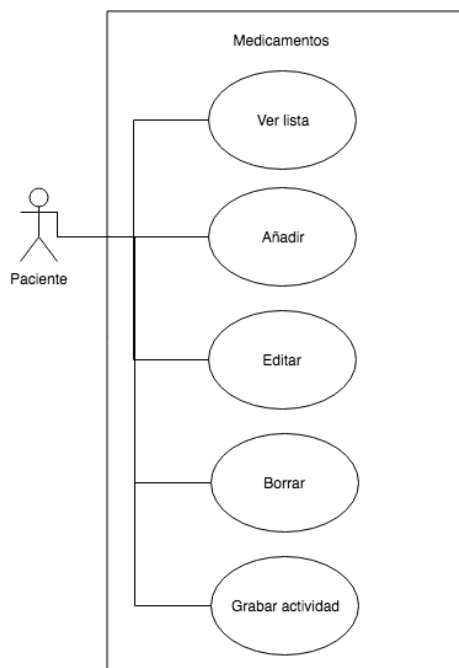 Medicamentos
Ver lista
Añadir
Paciente
Editar
Borrar
Grabar actividad